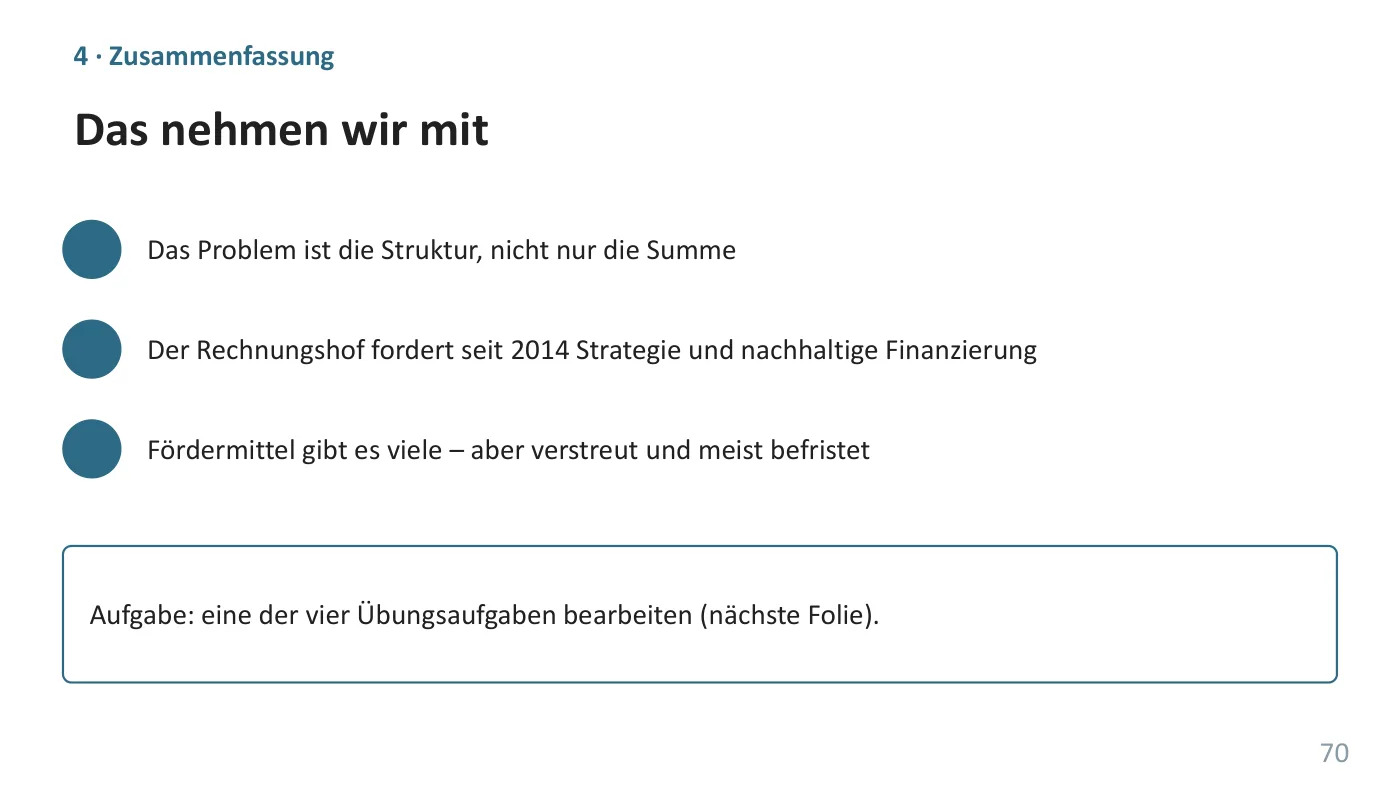 4 · Zusammenfassung
Das nehmen wir mit
Das Problem ist die Struktur, nicht nur die Summe
Der Rechnungshof fordert seit 2014 Strategie und nachhaltige Finanzierung
Fördermittel gibt es viele – aber verstreut und meist befristet
Aufgabe: eine der vier Übungsaufgaben bearbeiten (nächste Folie).
70